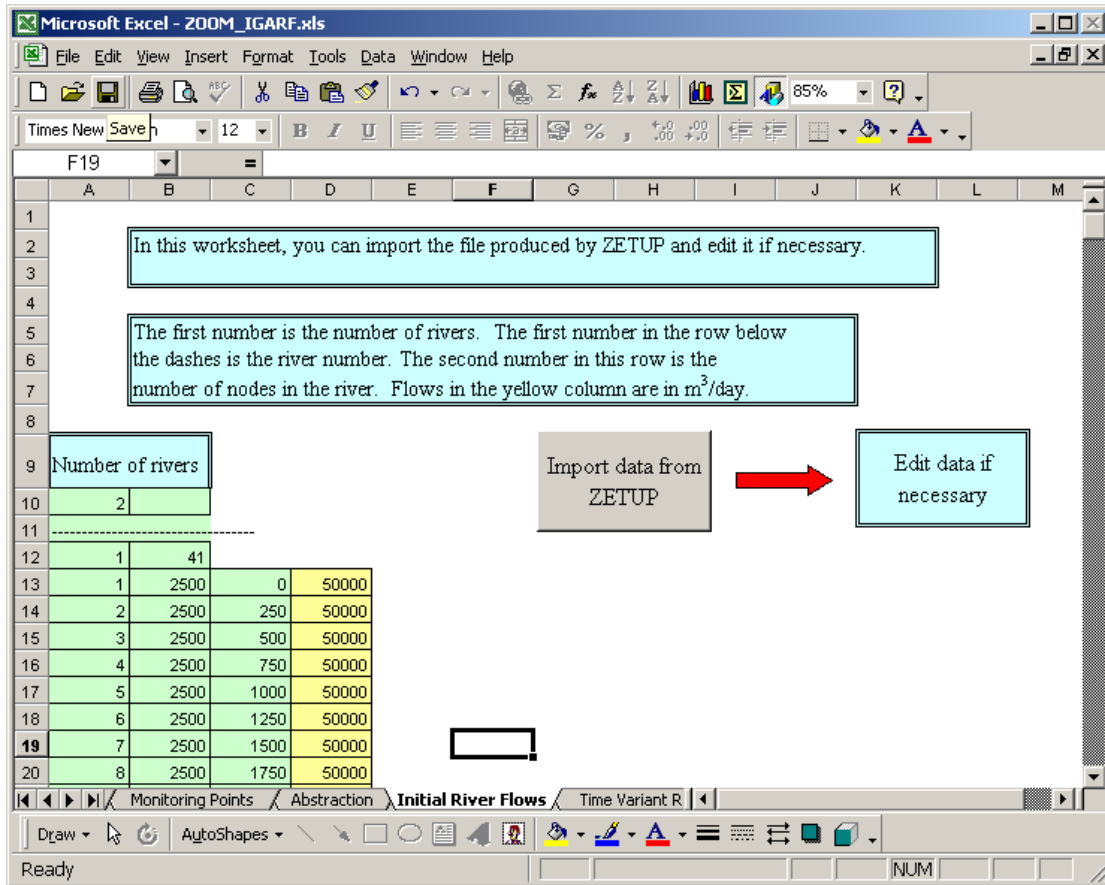 Microsoft Excel - ZOOM_IGARF.xls
File Edit View Insert Format Tools Data Window Help
ABC 85%
Times New Save n 12 B I U % ,
F19 =
A B C D E F G H I J K L M
1
2 In this worksheet, you can import the file produced by ZETUP and edit it if necessary.
3
4
5 The first number is the number of rivers. The first number in the row below
6 the dashes is the river number. The second number in this row is the
7 number of nodes in the river. Flows in the yellow column are in m³/day.
8
9 Number of rivers
Import data from
ZETUP
Edit data if
necessary
10 2
11 ---------------------------------
12 1 41
13 1 2500 0 50000
14 2 2500 250 50000
15 3 2500 500 50000
16 4 2500 750 50000
17 5 2500 1000 50000
18 6 2500 1250 50000
19 7 2500 1500 50000
20 8 2500 1750 50000
Monitoring Points Abstraction Initial River Flows Time Variant R
Draw AutoShapes A
Ready NUM